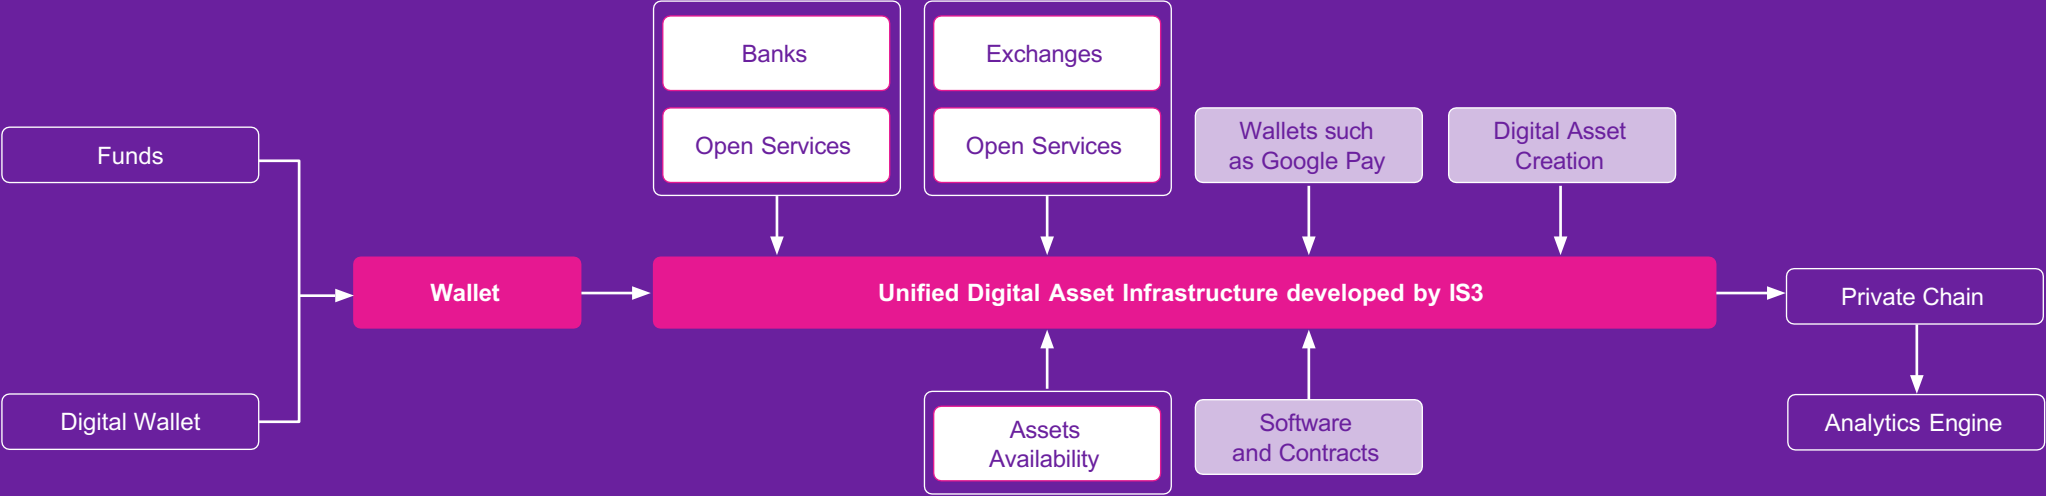 Banks
Open Services
Exchanges
Open Services
Wallets such
as Google Pay
Digital Asset
Creation
Funds
Digital Wallet
Wallet
Unified Digital Asset Infrastructure developed by IS3
Assets
Availability
Software
and Contracts
Private Chain
Analytics Engine